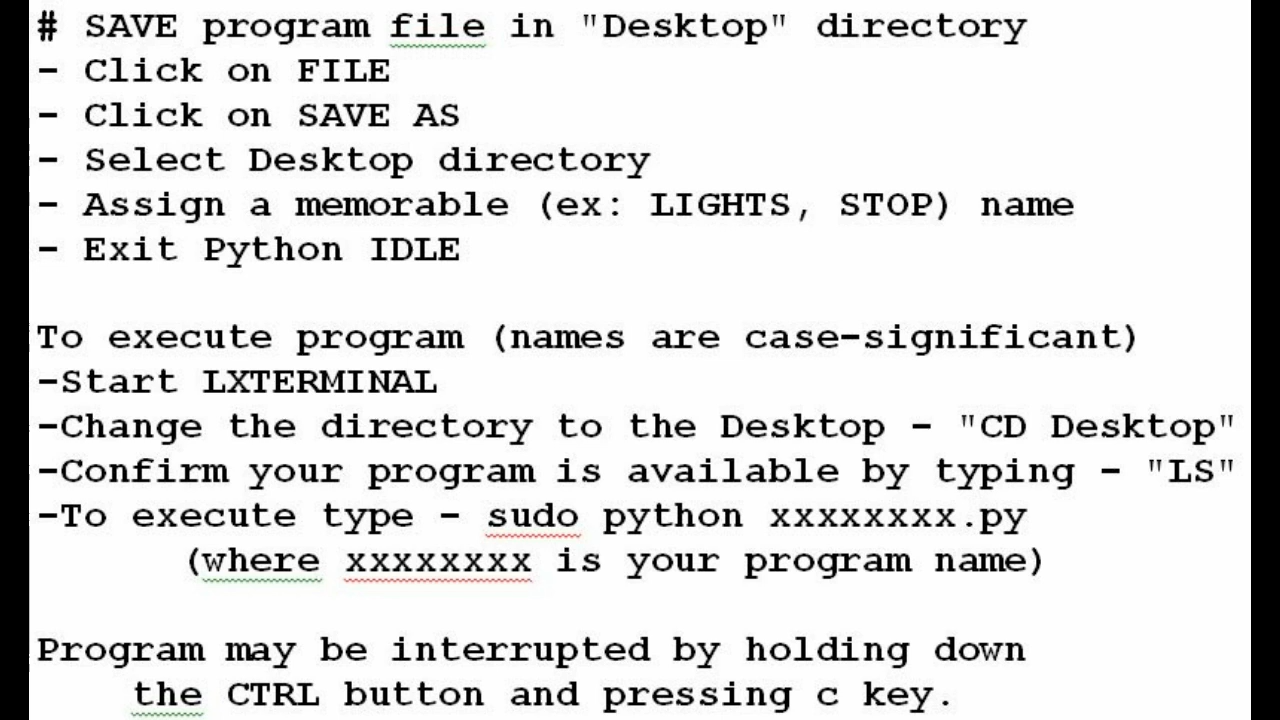 # SAVE program file in "Desktop" directory
- Click on FILE
- Click on SAVE AS
- Select Desktop directory
- Assign a memorable (ex: LIGHTS, STOP) name
- Exit Python IDLE
To execute program (names are case-significant)
-Start LXTERMINAL
-Change the directory to the Desktop - "CD Desktop"
-Confirm your program is available by typing - "LS"
-To execute type - sudo python xxxxxxxx.py
(where xxxxxxxx is your program name)
Program may be interrupted by holding down
the CTRL button and pressing c key.